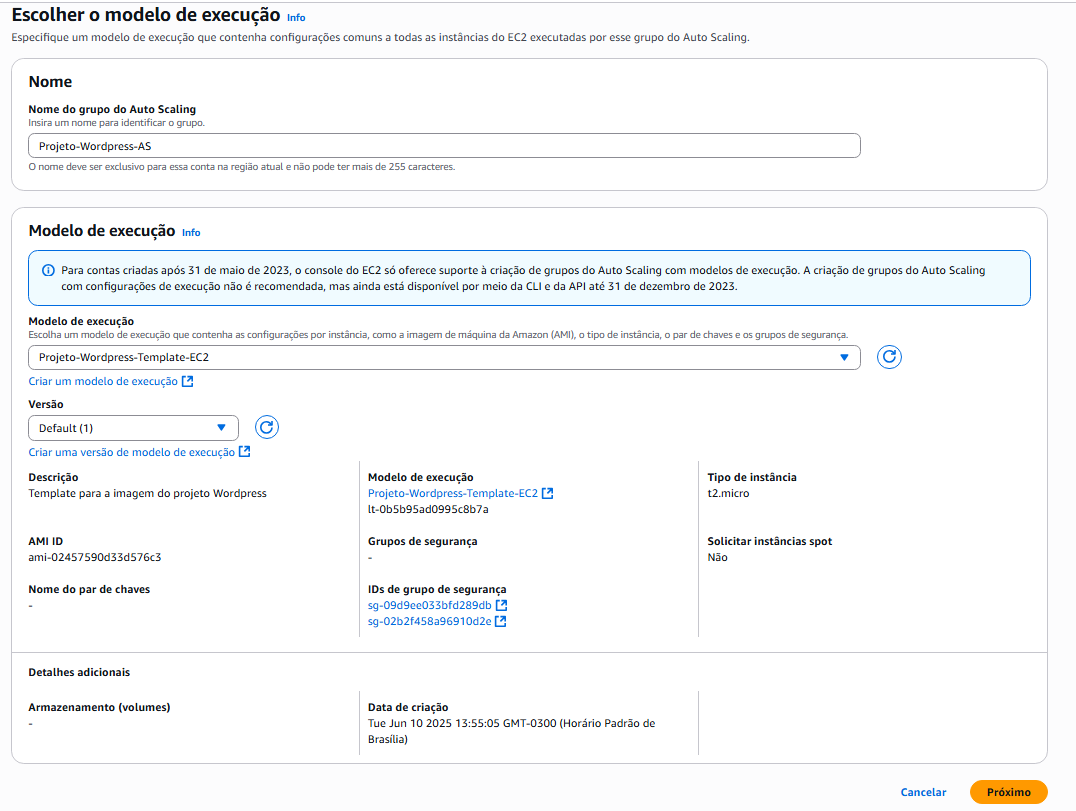 Escolher o modelo de execução Info
Especifique um modelo de execução que contenha configurações comuns a todas as instâncias do EC2 executadas por esse grupo do Auto Scaling.
Nome
Nome do grupo do Auto Scaling
Insira um nome para identificar o grupo.
Projeto-Wordpress-AS
O nome deve ser exclusivo para essa conta na região atual e não pode ter mais de 255 caracteres.
Modelo de execução Info
Para contas criadas após 31 de maio de 2023, o console do EC2 só oferece suporte à criação de grupos do Auto Scaling com modelos de execução. A criação de grupos do Auto Scaling
com configurações de execução não é recomendada, mas ainda está disponível por meio da CLI e da API até 31 de dezembro de 2023.
Modelo de execução
Escolha um modelo de execução que contenha as configurações por instância, como a imagem de máquina da Amazon (AMI), o tipo de instância, o par de chaves e os grupos de segurança.
Projeto-Wordpress-Template-EC2
Criar um modelo de execução
Versão
Default (1)
Criar uma versão de modelo de execução
Descrição
Template para a imagem do projeto Wordpress
Modelo de execução
Projeto-Wordpress-Template-EC2
lt-0b5b95ad0995c8b7a
Tipo de instância
t2.micro
AMI ID
ami-02457590d33d576c3
Grupos de segurança
-
Solicitar instâncias spot
Não
Nome do par de chaves
-
IDs de grupo de segurança
sg-09d9ee033bfd289db
sg-02b2f458a96910d2e
Detalhes adicionais
Armazenamento (volumes)
-
Data de criação
Tue Jun 10 2025 13:55:05 GMT-0300 (Horário Padrão de
Brasília)
Cancelar
Próximo